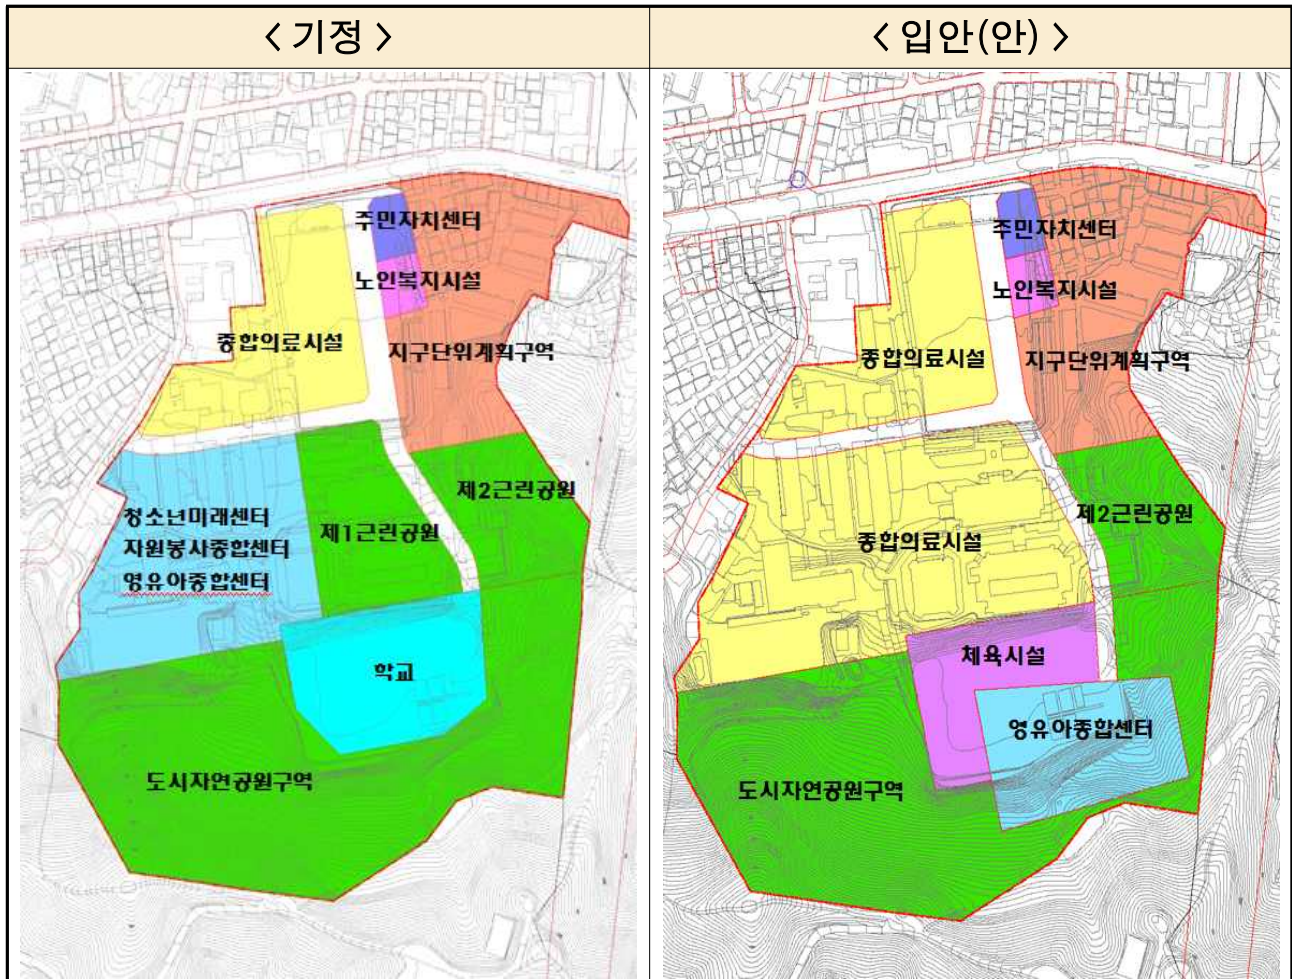 < 기정 >
< 입안(안) >
주민자치센터
노인복지시설
종합의료시설
지구단위계획구역
제2근린공원
청소년미래센터
제1근린공원
자원봉사종합센터
영유아종합센터
학교
도시자연공원구역
주민자치센터
노인복지시설
종합의료시설
지구단위계획구역
제2근린공원
종합의료시설
체육시설
영유아종합센터
도시자연공원구역